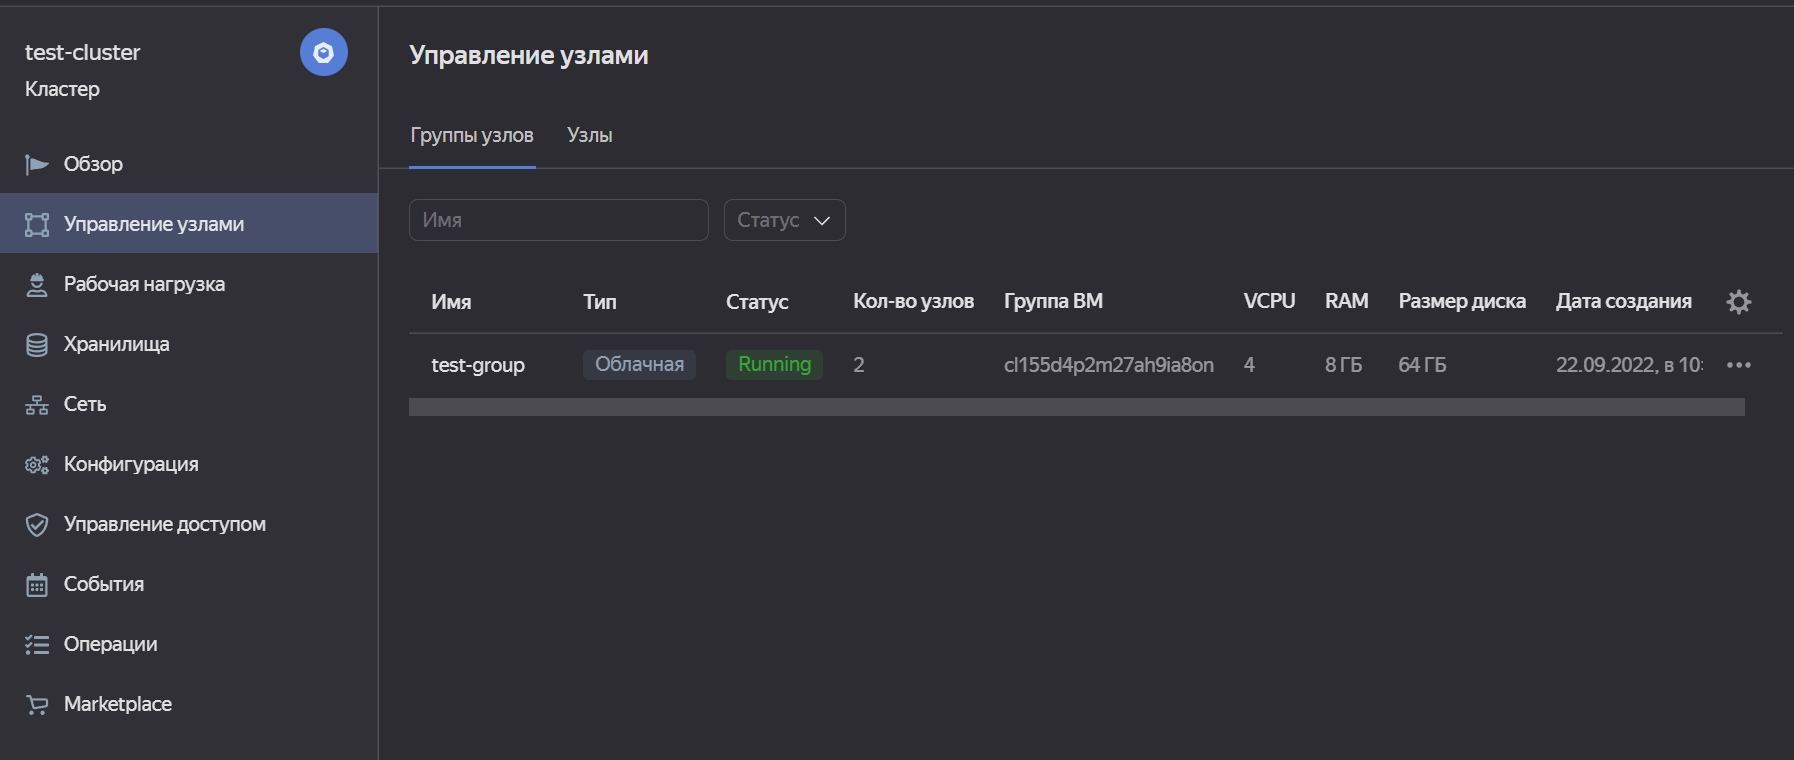 test-cluster
Кластер
Обзор
Управление узлами
Рабочая нагрузка
Хранилища
Сеть
Конфигурация
Управление доступом
События
Операции
Marketplace
Управление узлами
Группы узлов Узлы
Имя Статус
Имя Тип Статус Кол-во узлов Группа ВМ VCPU RAM Размер диска Дата создания
test-group Облачная Running 2 cl155d4p2m27ah9ia8on 4 8 ГБ 64 ГБ 22.09.2022, в 10: